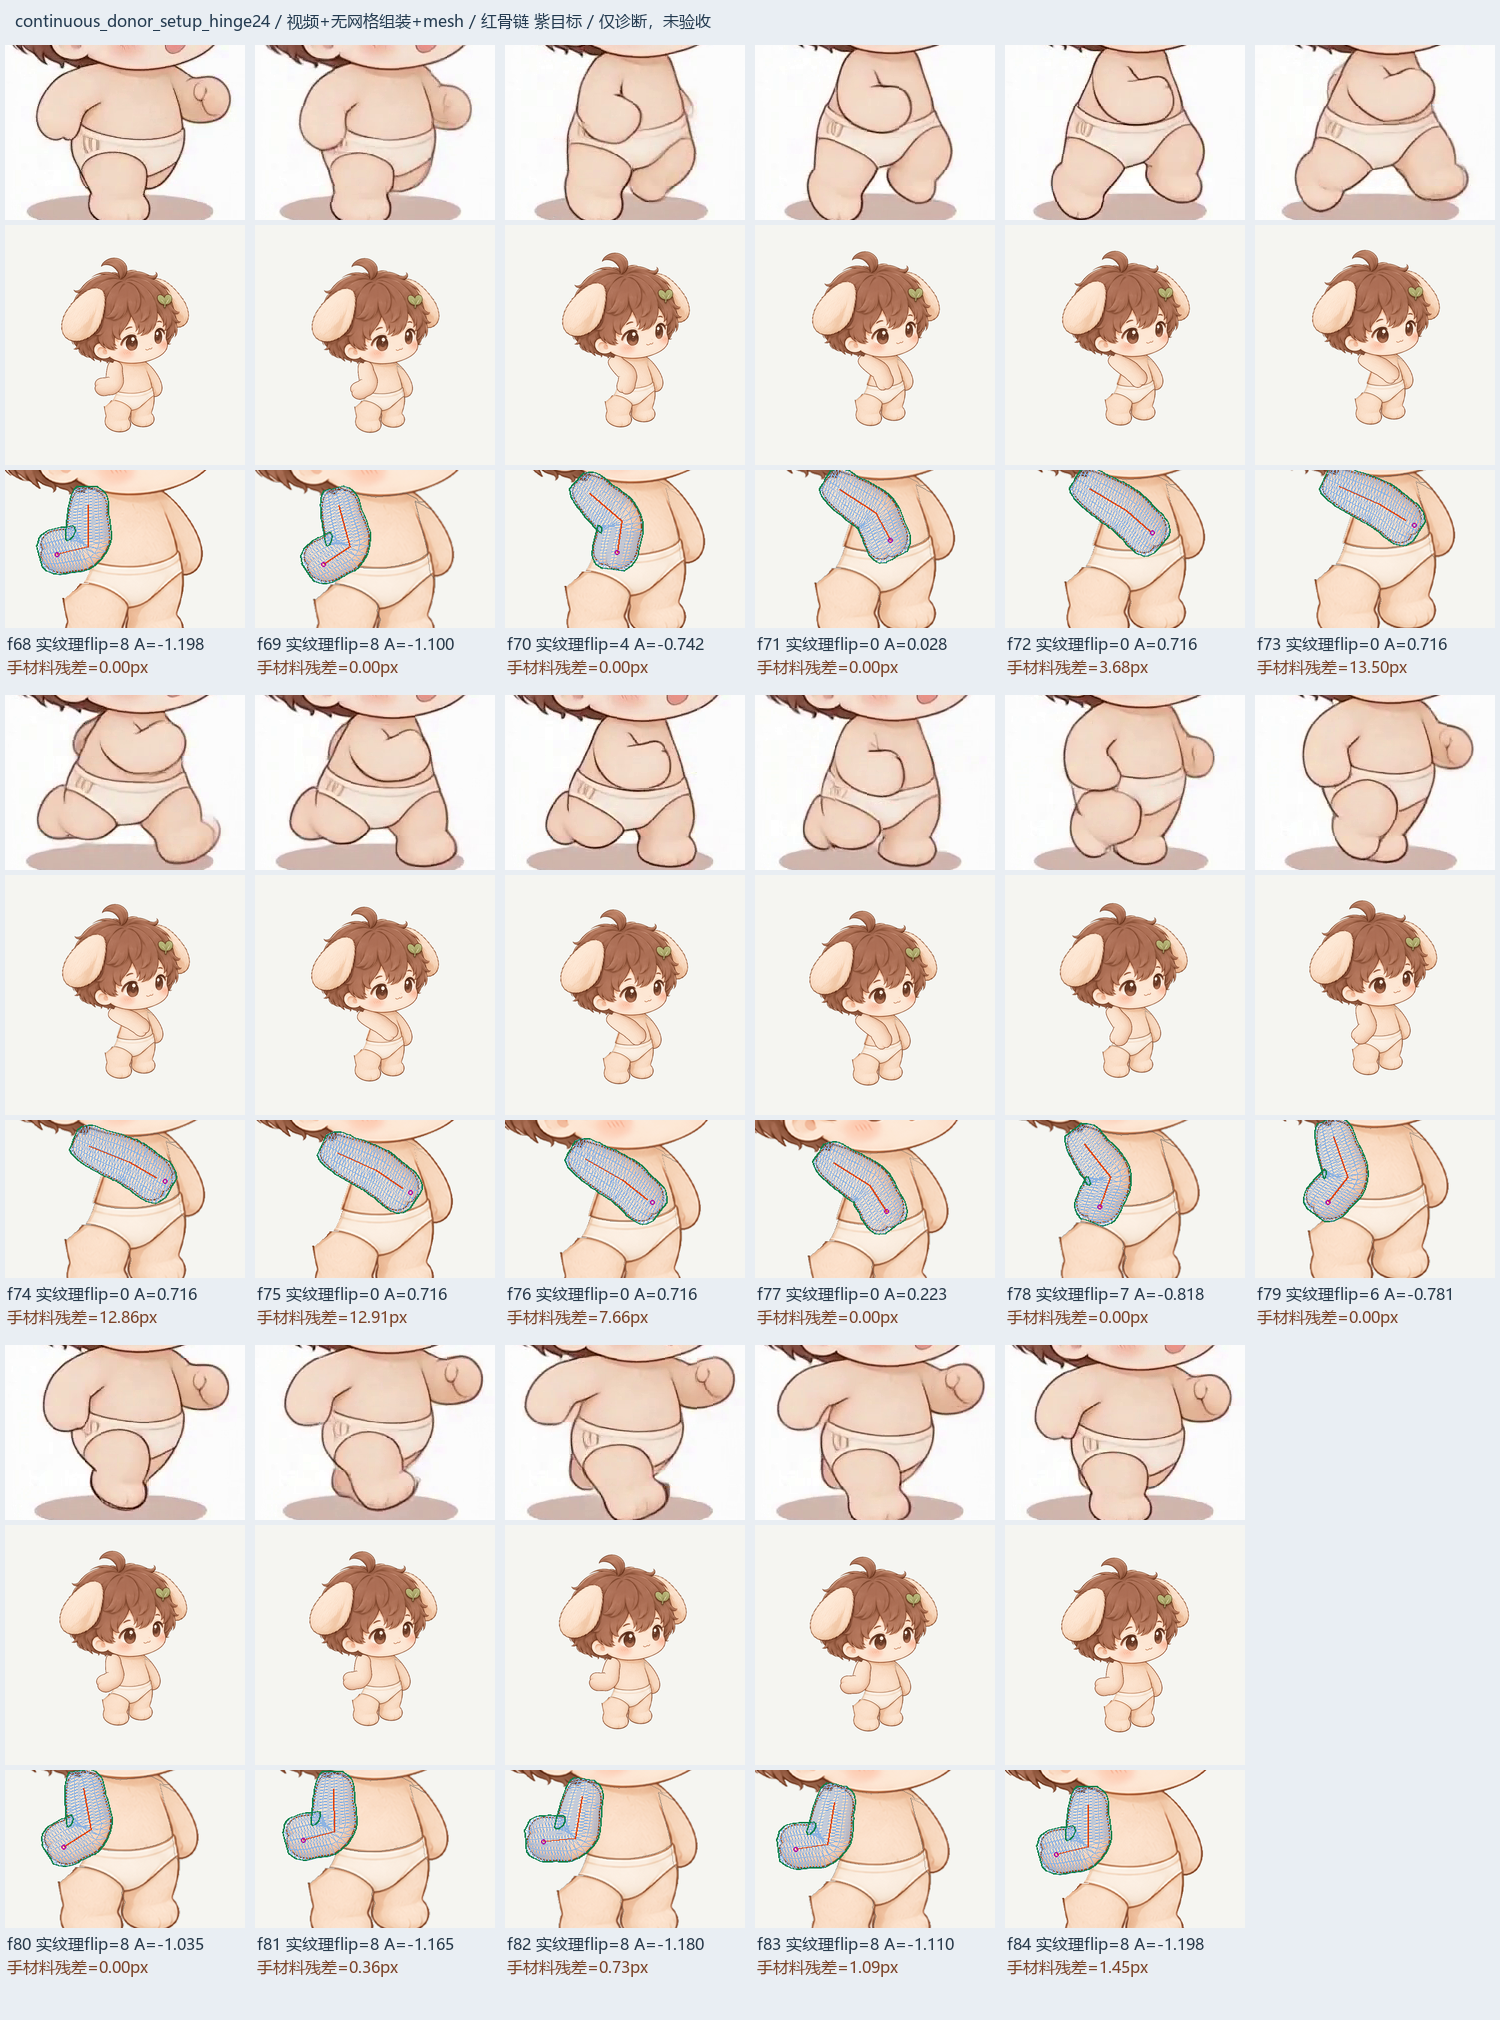 continuous_donor_setup_hinge24 / 视频+无网格组装+mesh / 红骨链 紫目标 / 仅诊断，未验收
f68 实纹理flip=8 A=-1.198
手材料残差=0.00px
f69 实纹理flip=8 A=-1.100
手材料残差=0.00px
f70 实纹理flip=4 A=-0.742
手材料残差=0.00px
f71 实纹理flip=0 A=0.028
手材料残差=0.00px
f72 实纹理flip=0 A=0.716
手材料残差=3.68px
f73 实纹理flip=0 A=0.716
手材料残差=13.50px
f74 实纹理flip=0 A=0.716
手材料残差=12.86px
f75 实纹理flip=0 A=0.716
手材料残差=12.91px
f76 实纹理flip=0 A=0.716
手材料残差=7.66px
f77 实纹理flip=0 A=0.223
手材料残差=0.00px
f78 实纹理flip=7 A=-0.818
手材料残差=0.00px
f79 实纹理flip=6 A=-0.781
手材料残差=0.00px
f80 实纹理flip=8 A=-1.035
手材料残差=0.00px
f81 实纹理flip=8 A=-1.165
手材料残差=0.36px
f82 实纹理flip=8 A=-1.180
手材料残差=0.73px
f83 实纹理flip=8 A=-1.110
手材料残差=1.09px
f84 实纹理flip=8 A=-1.198
手材料残差=1.45px